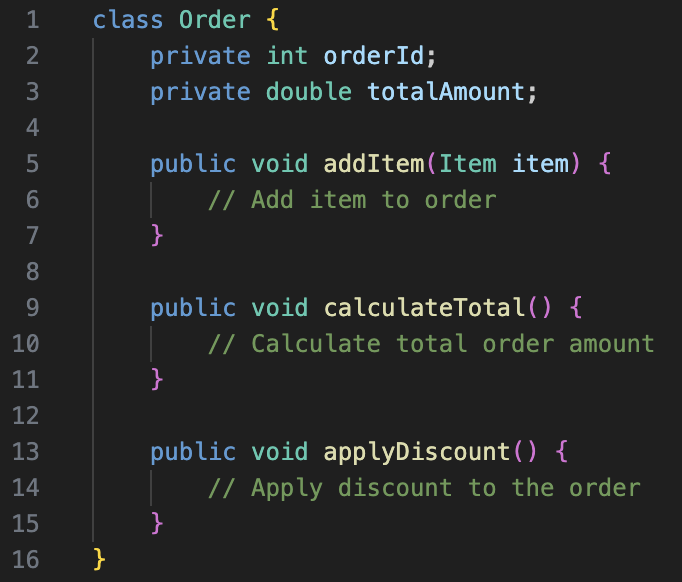 1 class Order {
2     private int orderId;
3     private double totalAmount;
4
5     public void addItem(Item item) {
6         // Add item to order
7     }
8
9     public void calculateTotal() {
10         // Calculate total order amount
11     }
12
13     public void applyDiscount() {
14         // Apply discount to the order
15     }
16 }